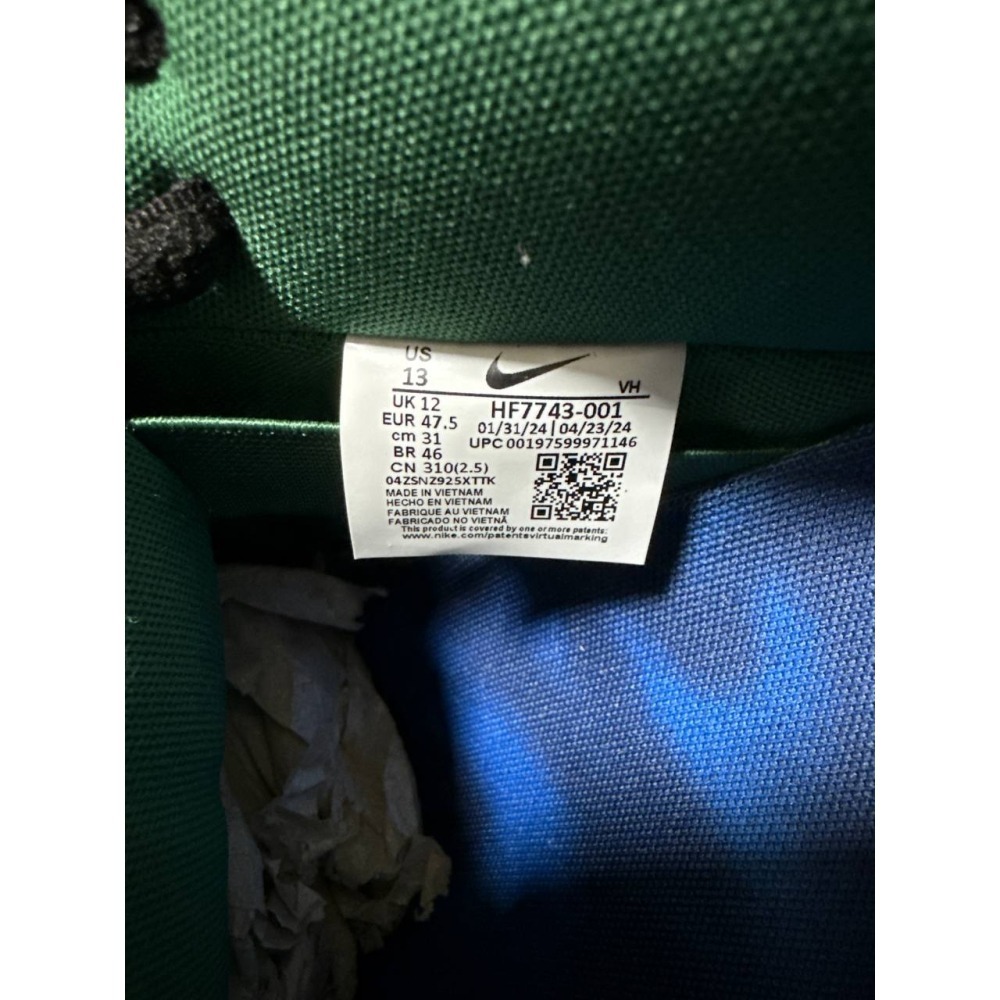 US
13
VH
UK 12
EUR 47.5
cm 31
BR 46
CN 310(2.5)
04ZSNZ925XTTK
HF7743-001
01/31/24|04/23/24
UPC 00197599971146
MADE IN VIETNAM
HECHO EN VIETNAM
FABRIQUE AU VIETNAM
FABRICADO NO VIETNÃ
This product is covered by one or more patents:
www.nike.com/patentsvirtualmarking